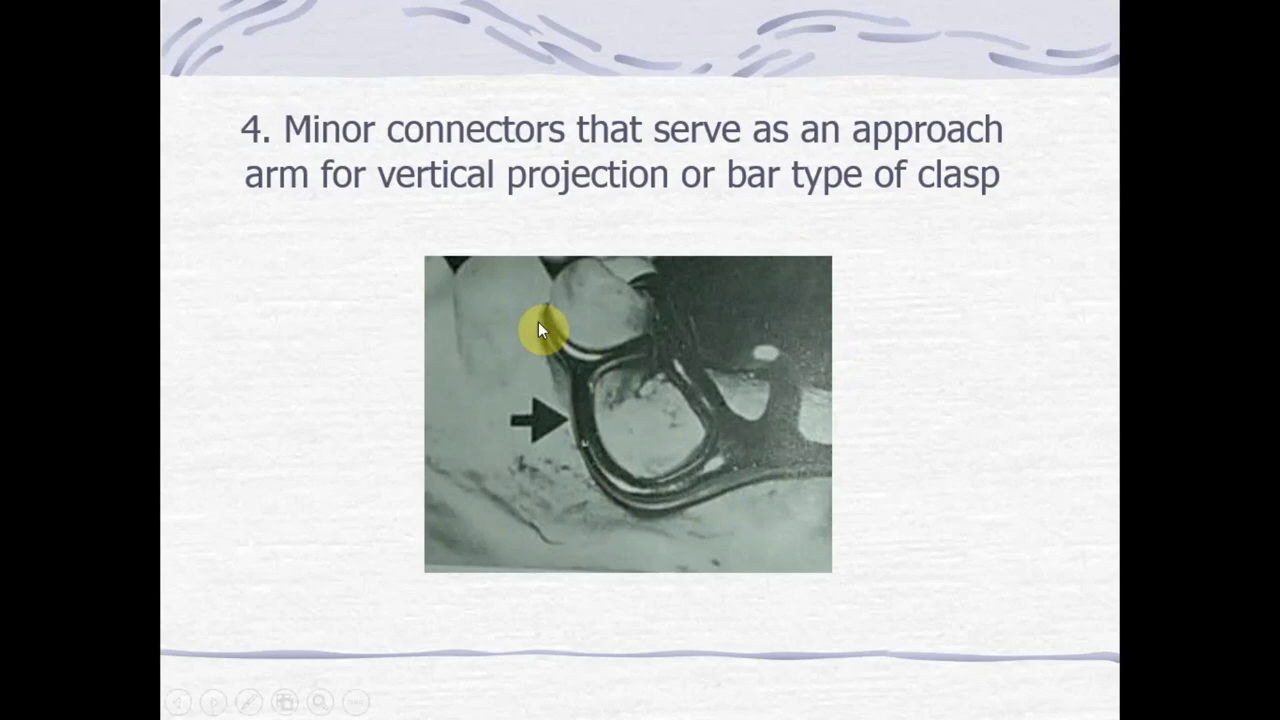 4. Minor connectors that serve as an approach
arm for vertical projection or bar type of clasp